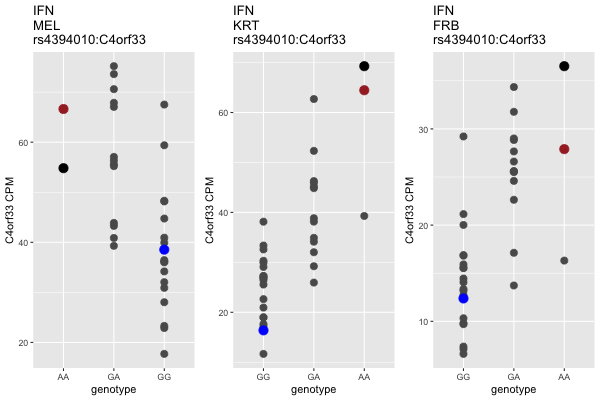 IFN
MEL
rs4394010:C4orf33
60
40
20
C4orf33 CPM
AA
GA
GG
genotype
IFN
KRT
rs4394010:C4orf33
60
40
20
C4orf33 CPM
GG
GA
AA
genotype
IFN
FRB
rs4394010:C4orf33
30
20
10
C4orf33 CPM
GG
GA
AA
genotype